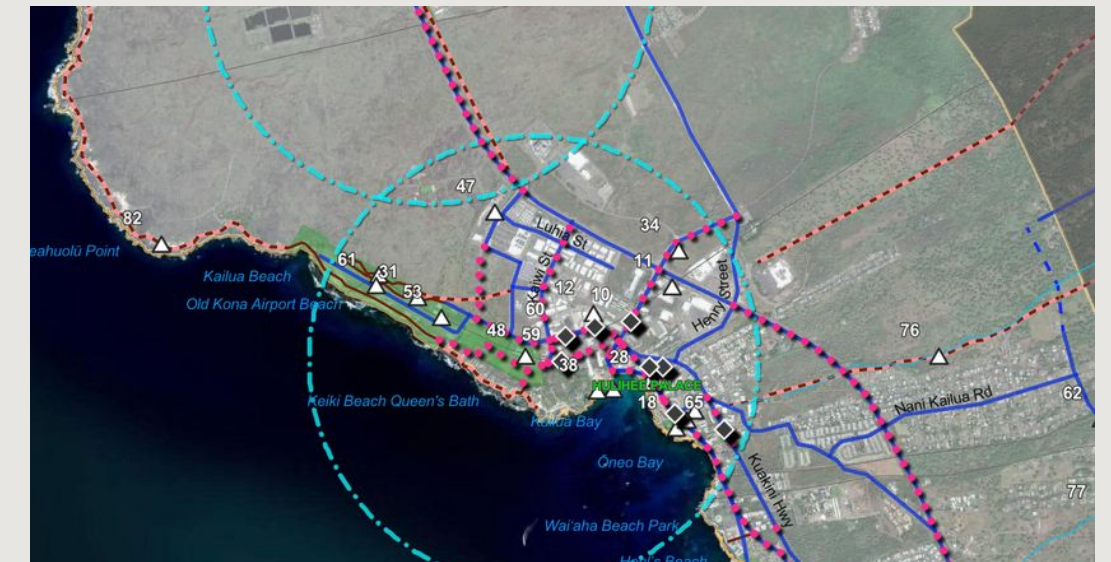 47
82
34
eahuolū Point
Luhia St
61
31
11
Kailua Beach
Kaiwi St
53
12
Henry Street
Old Kona Airport Beach
10
60
48
59
76
28
38
HULIHEE PALACE
Keiki Beach Queen's Bath
18
65
Nani Kailua Rd
62
Kailua Bay
Ōneo Bay
Kuakini Hwy
77
Wai'aha Beach Park